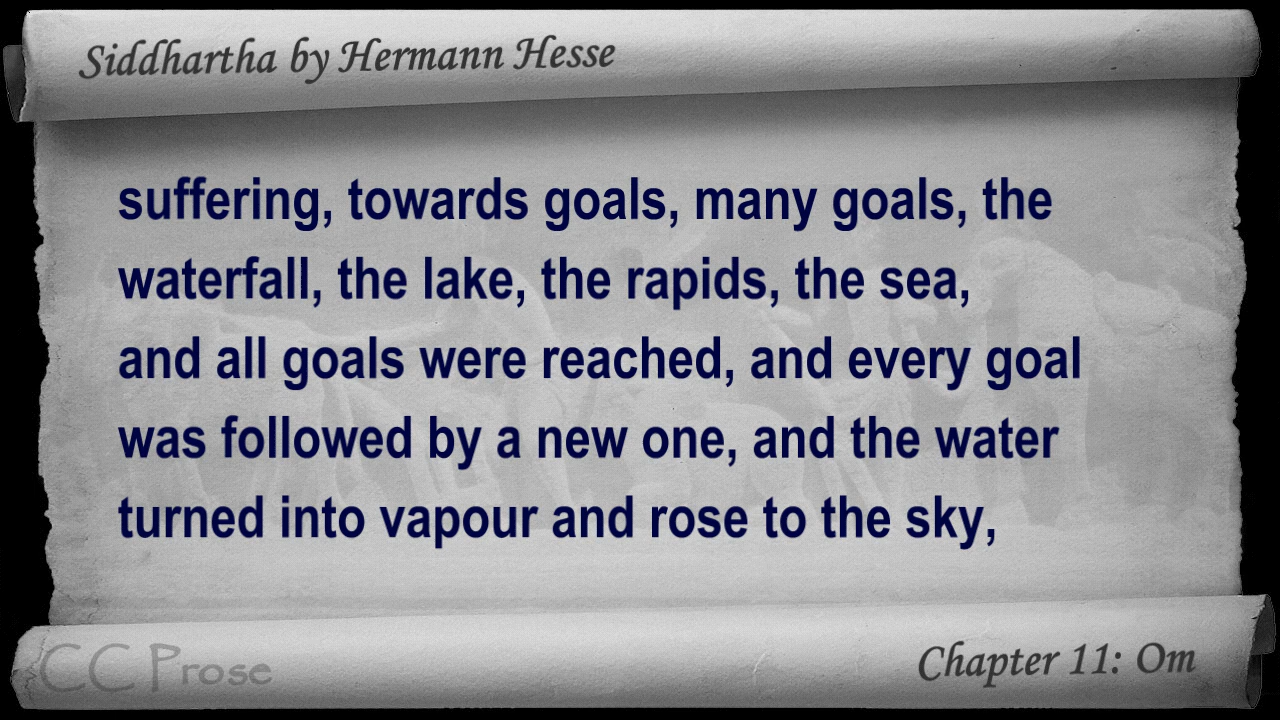 Siddhartha by Hermann Hesse
suffering, towards goals, many goals, the
waterfall, the lake, the rapids, the sea,
and all goals were reached, and every goal
was followed by a new one, and the water
turned into vapour and rose to the sky,
CC Prose
Chapter 11: Om